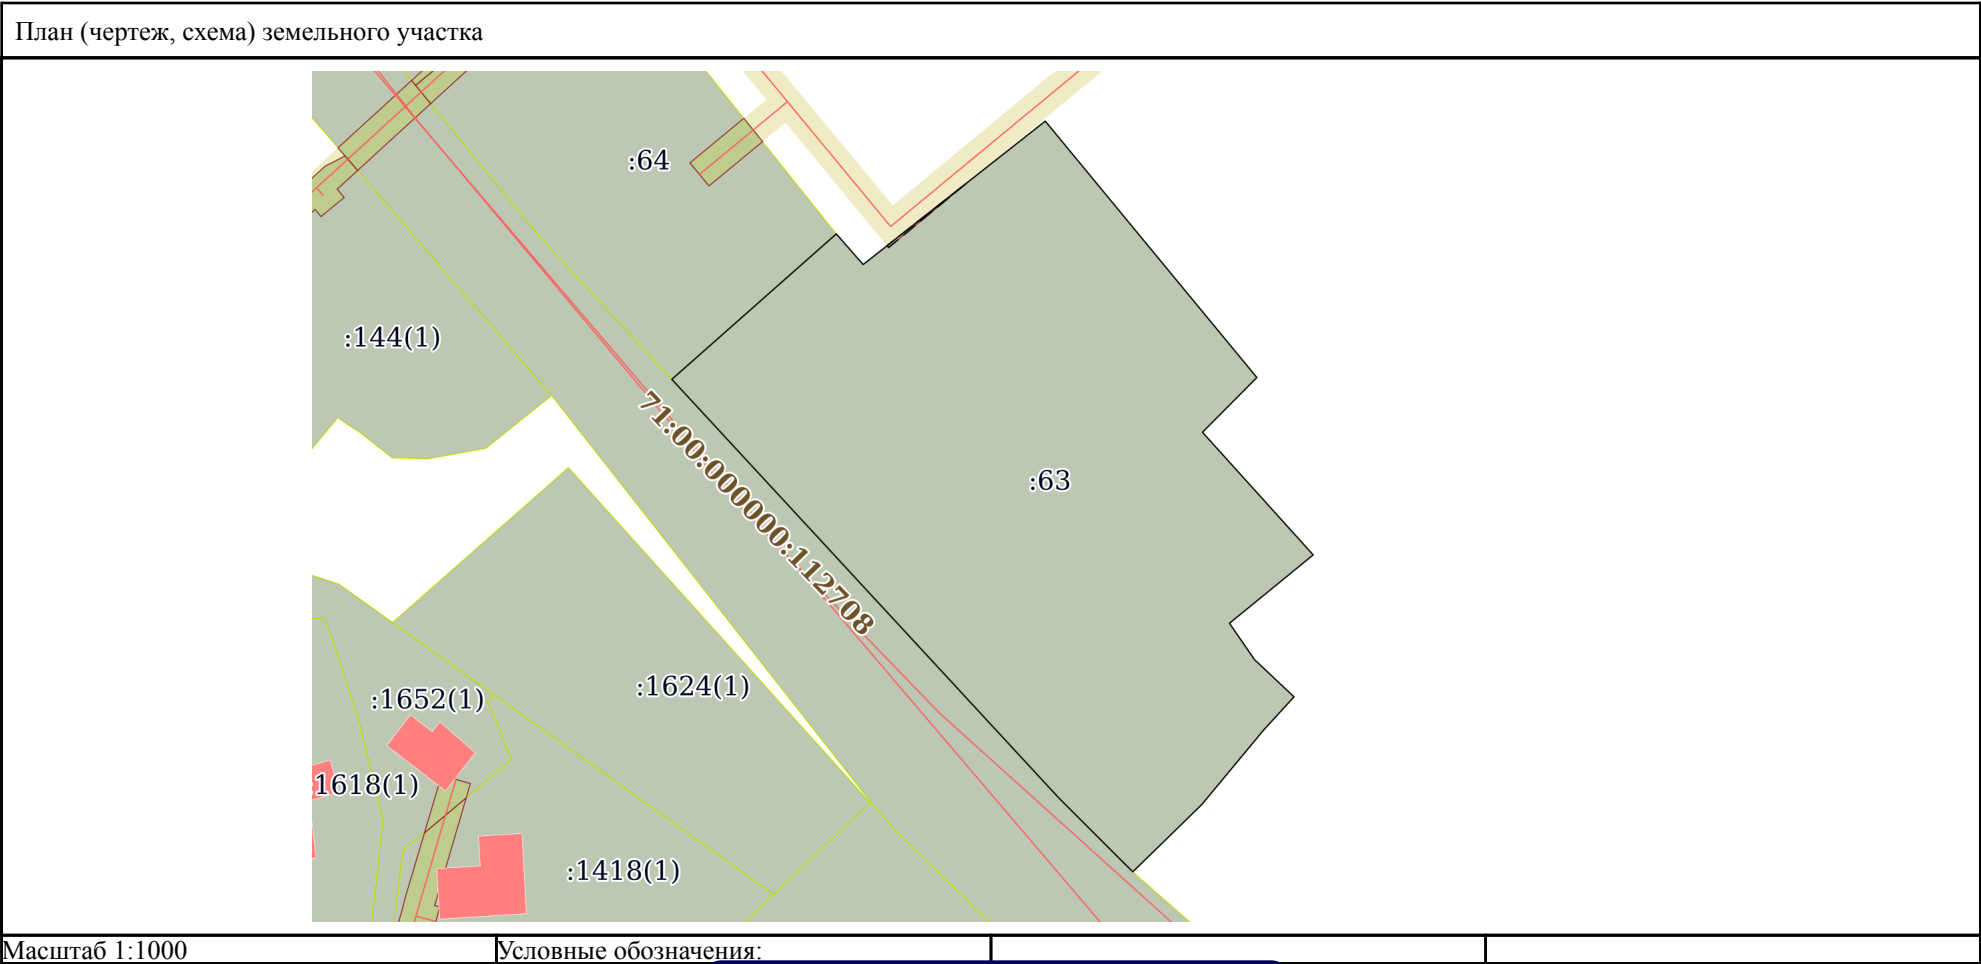 План (чертеж, схема) земельного участка
:64
:144(1)
71:00:000000:112708
:63
:1624(1)
:1652(1)
1618(1)
:1418(1)
Масштаб 1:1000
Условные обозначения: